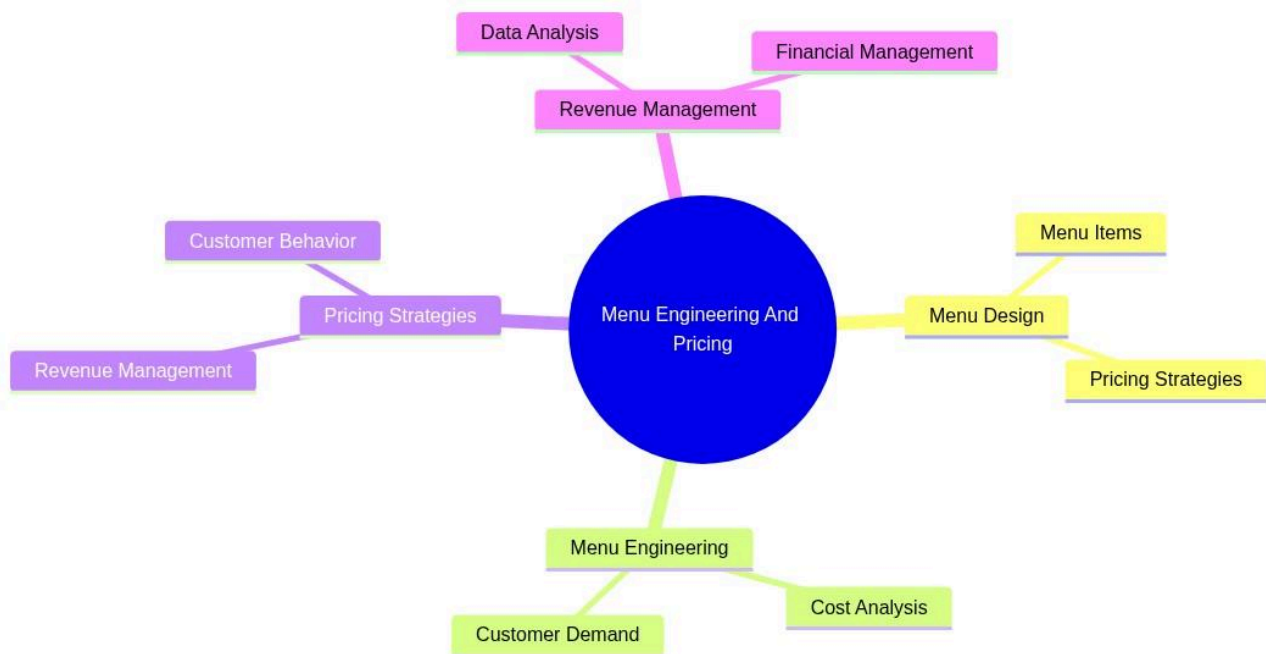 Data Analysis
Financial Management
Revenue Management
Customer Behavior
Menu Items
Pricing Strategies
Menu Engineering And
Pricing
Menu Design
Revenue Management
Pricing Strategies
Menu Engineering
Cost Analysis
Customer Demand